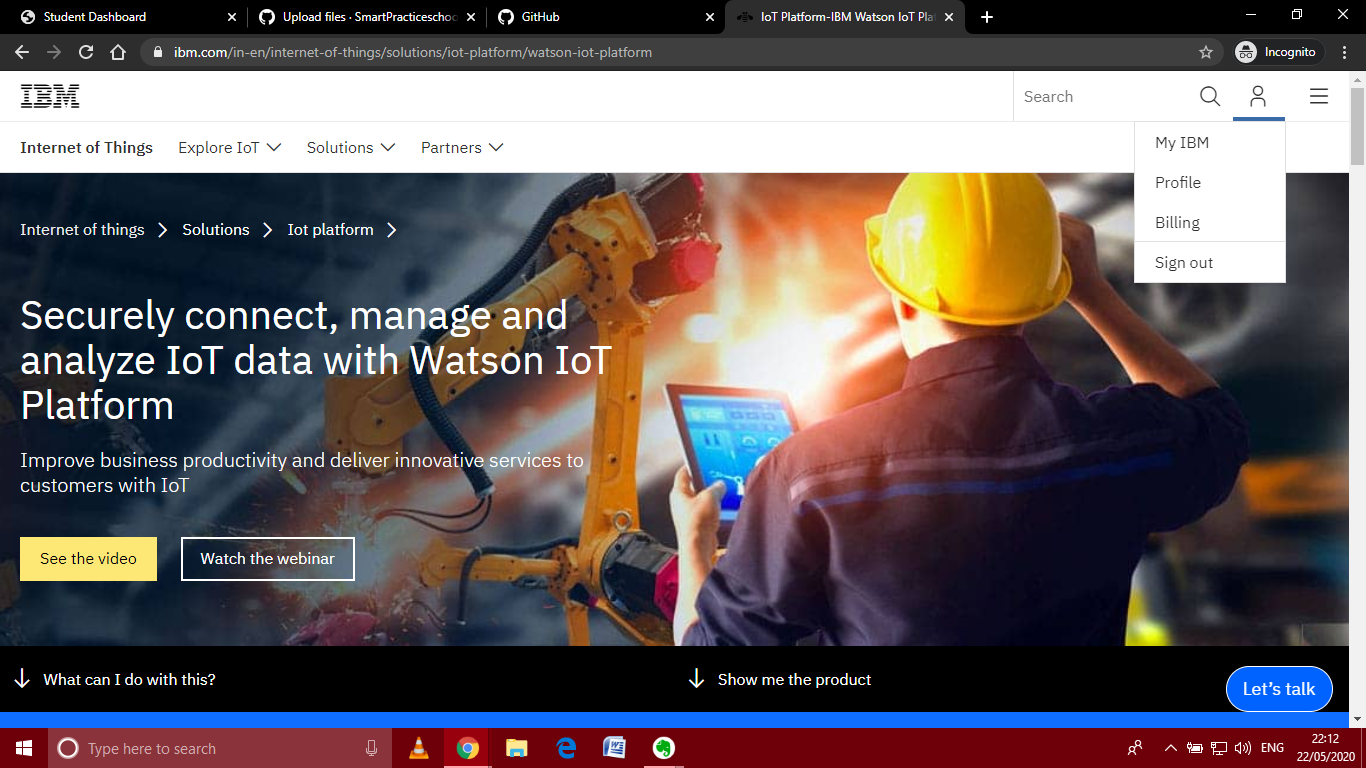 Student Dashboard
Upload files · SmartPracticeschoo
GitHub
IoT Platform-IBM Watson IoT Pla
ibm.com/in-en/internet-of-things/solutions/iot-platform/watson-iot-platform
Incognito
IBM
Search
Internet of Things
Explore IoT
Solutions
Partners
My IBM
Profile
Billing
Sign out
Internet of things
Solutions
Iot platform
Securely connect, manage and
analyze IoT data with Watson IoT
Platform
Improve business productivity and deliver innovative services to
customers with IoT
See the video
Watch the webinar
What can I do with this?
Show me the product
Let's talk
Type here to search
ENG
22:12
22/05/2020